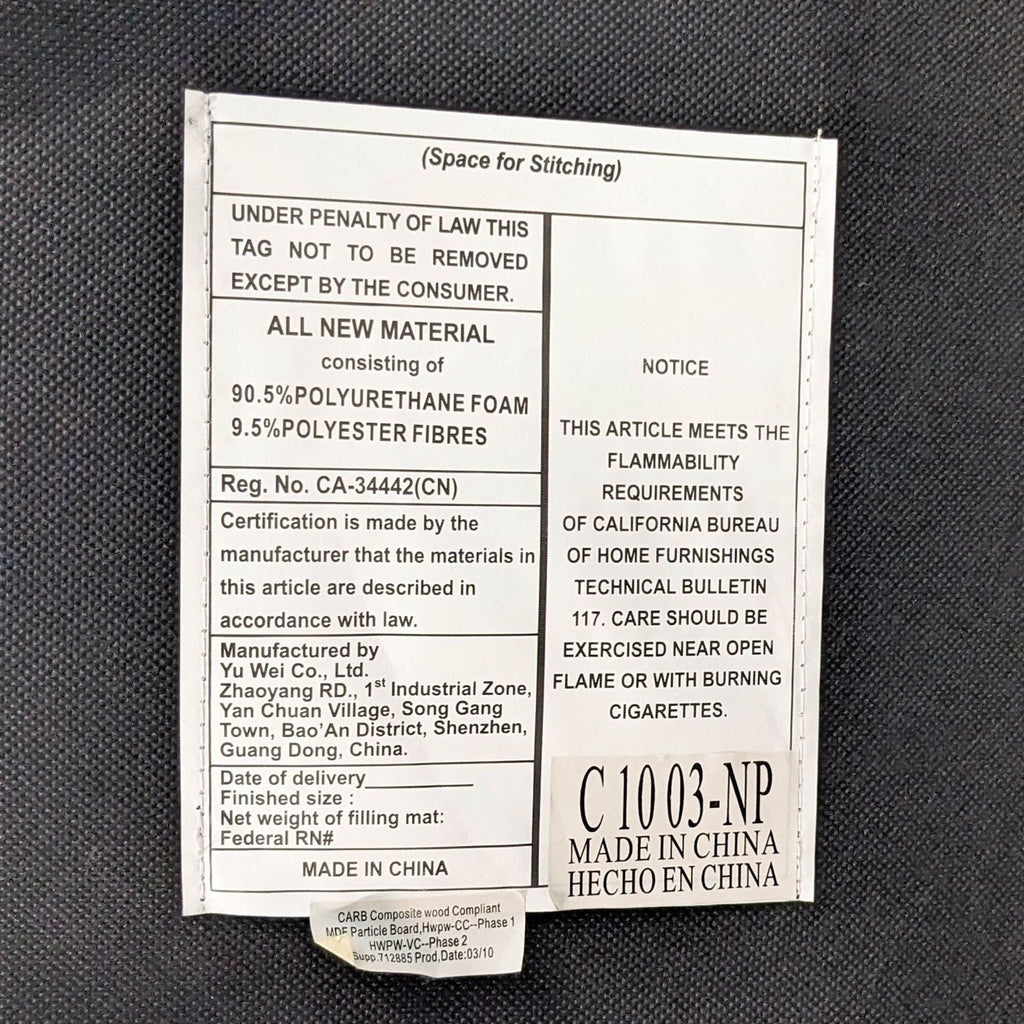 (Space for Stitching)
UNDER PENALTY OF LAW THIS
TAG NOT TO BE REMOVED
EXCEPT BY THE CONSUMER.
ALL NEW MATERIAL
consisting of
90.5%POLYURETHANE FOAM
9.5%POLYESTER FIBRES
Reg. No. CA-34442(CN)
Certification is made by the
manufacturer that the materials in
this article are described in
accordance with law.
Manufactured by
Yu Wei Co., Ltd.
Zhaoyang RD., 1st Industrial Zone,
Yan Chuan Village, Song Gang
Town, Bao'An District, Shenzhen,
Guang Dong, China.
Date of delivery__________
Finished size :
Net weight of filling mat:
Federal RN#
MADE IN CHINA
NOTICE
THIS ARTICLE MEETS THE
FLAMMABILITY
REQUIREMENTS
OF CALIFORNIA BUREAU
OF HOME FURNISHINGS
TECHNICAL BULLETIN
117. CARE SHOULD BE
EXERCISED NEAR OPEN
FLAME OR WITH BURNING
CIGARETTES.
C 10 03-NP
MADE IN CHINA
HECHO EN CHINA
CARB Composite wood Compliant
MDF Particle Board,Hwpw-CC--Phase 1
HWPW-VC--Phase 2
Supp.712885 Prod,Date:03/10